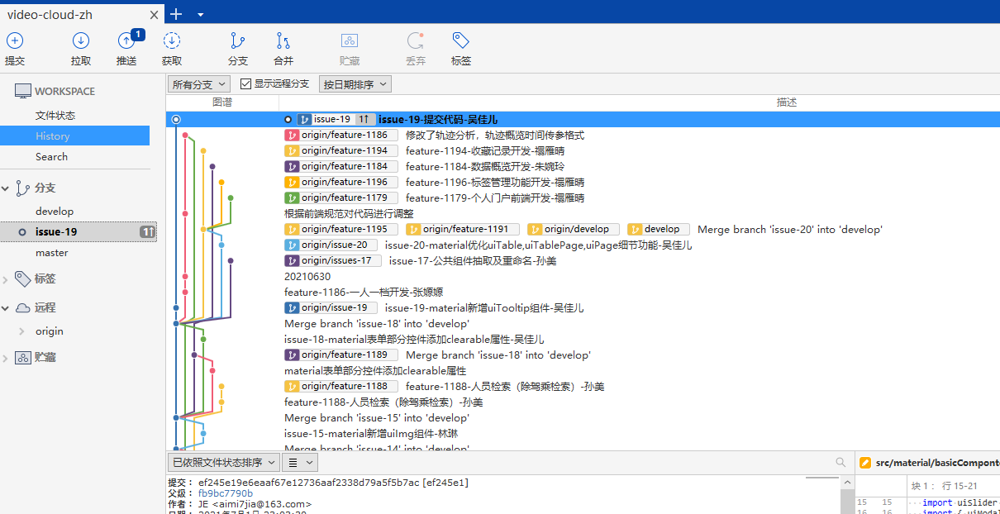 video-cloud-zh
提交
拉取
推送 1
获取
分支
合并
贮藏
丢弃
标签
WORKSPACE
文件状态
History
Search
分支
develop
issue-19 1↑
master
标签
远程
origin
贮藏
所有分支 显示远程分支 按日期排序
图谱 描述
issue-19 1↑ issue-19-提交代码-吴佳儿
origin/feature-1186 修改了轨迹分析，轨迹概览时间传参格式
origin/feature-1194 feature-1194-收藏记录开发-禤雁晴
origin/feature-1184 feature-1184-数据概览开发-朱婉玲
origin/feature-1196 feature-1196-标签管理功能开发-禤雁晴
origin/feature-1179 feature-1179-个人门户前端开发-禤雁晴
根据前端规范对代码进行调整
origin/feature-1195 origin/feature-1191 origin/develop develop Merge branch 'issue-20' into 'develop'
origin/issue-20 issue-20-material优化uiTable,uiTablePage,uiPage细节功能-吴佳儿
origin/issues-17 issue-17-公共组件抽取及重命名-孙美
20210630
feature-1186-一人一档开发-张嫄嫄
origin/issue-19 issue-19-material新增uiTooltip组件-吴佳儿
Merge branch 'issue-18' into 'develop'
issue-18-material表单部分控件添加clearable属性-吴佳儿
origin/feature-1189 Merge branch 'issue-18' into 'develop'
material表单部分控件添加clearable属性
origin/feature-1188 feature-1188-人员检索（除驾乘检索）-孙美
feature-1188-人员检索（除驾乘检索）-孙美
Merge branch 'issue-15' into 'develop'
issue-15-material新增uiImg组件-林琳
Merge branch 'issue-14' into 'develop'
已依照文件状态排序
提交： ef245e19e6eaaf67e12736aaf2338d79a5f5b7ac [ef245e1]
父级： fb9bc7790b
作者： JE <aimi7jia@163.com>
日期： 2021年7月1日 22:02:20
src/material/basicCompont
块 1： 行 15-21
15 15 import uiSlider
16 16 import { uiModal